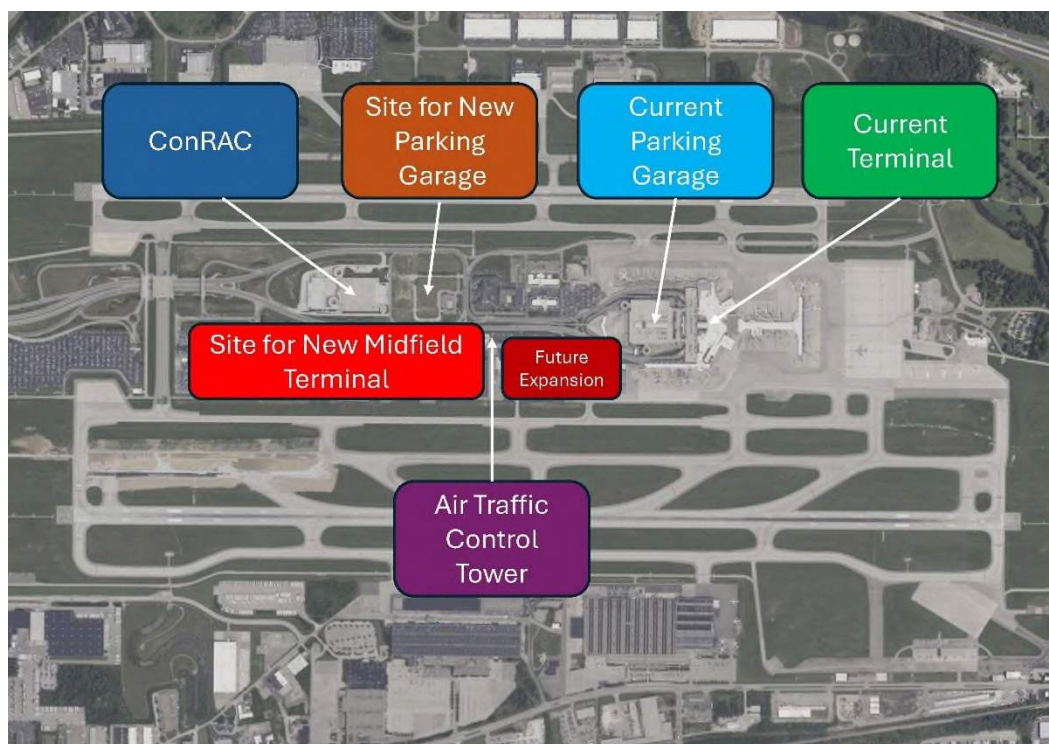 ConRAC
Site for New
Parking
Garage
Current
Parking
Garage
Current
Terminal
Site for New Midfield
Terminal
Future
Expansion
Air Traffic
Control
Tower